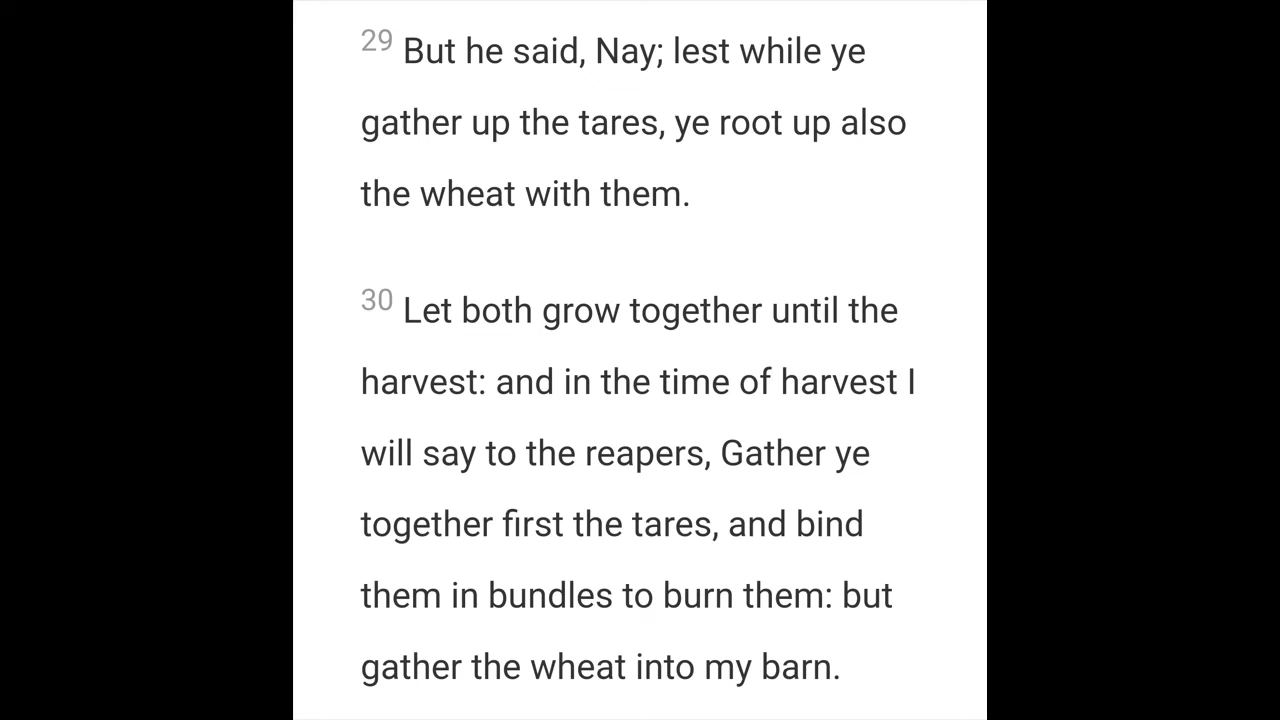 29 But he said, Nay; lest while ye
gather up the tares, ye root up also
the wheat with them.
30 Let both grow together until the
harvest: and in the time of harvest I
will say to the reapers, Gather ye
together first the tares, and bind
them in bundles to burn them: but
gather the wheat into my barn.